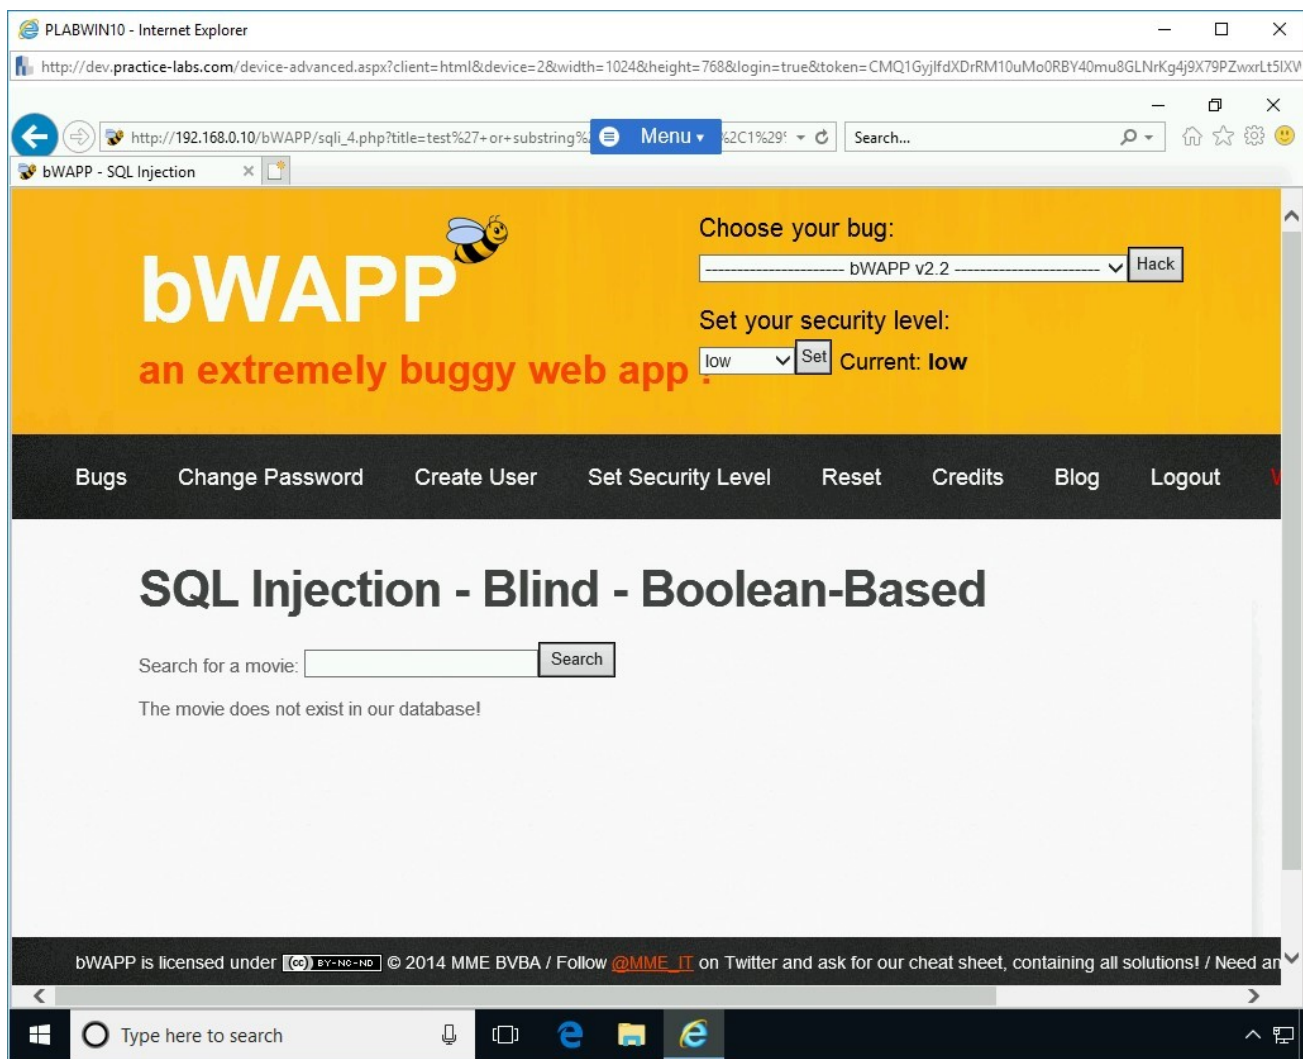 PLABWIN10 - Internet Explorer
http://dev.practice-labs.com/device-advanced.aspx?client=html&device=2&width=1024&height=768&login=true&token=CMQ1GyjlfdXDrRM10uMo0RBY40mu8GLNrKg4j9X79PZwxrLt5IXW
http://192.168.0.10/bWAPP/sqli_4.php?title=test%27+or+substring% Menu %2C1%29 Search...
bWAPP - SQL Injection
Choose your bug:
---------------------- bWAPP v2.2 ---------------------- Hack
bWAPP
Set your security level:
low Set Current: low
an extremely buggy web app !
Bugs Change Password Create User Set Security Level Reset Credits Blog Logout
SQL Injection - Blind - Boolean-Based
Search for a movie: Search
The movie does not exist in our database!
bWAPP is licensed under (cc) BY-NC-ND © 2014 MME BVBA / Follow @MME_IT on Twitter and ask for our cheat sheet, containing all solutions! / Need an
Type here to search